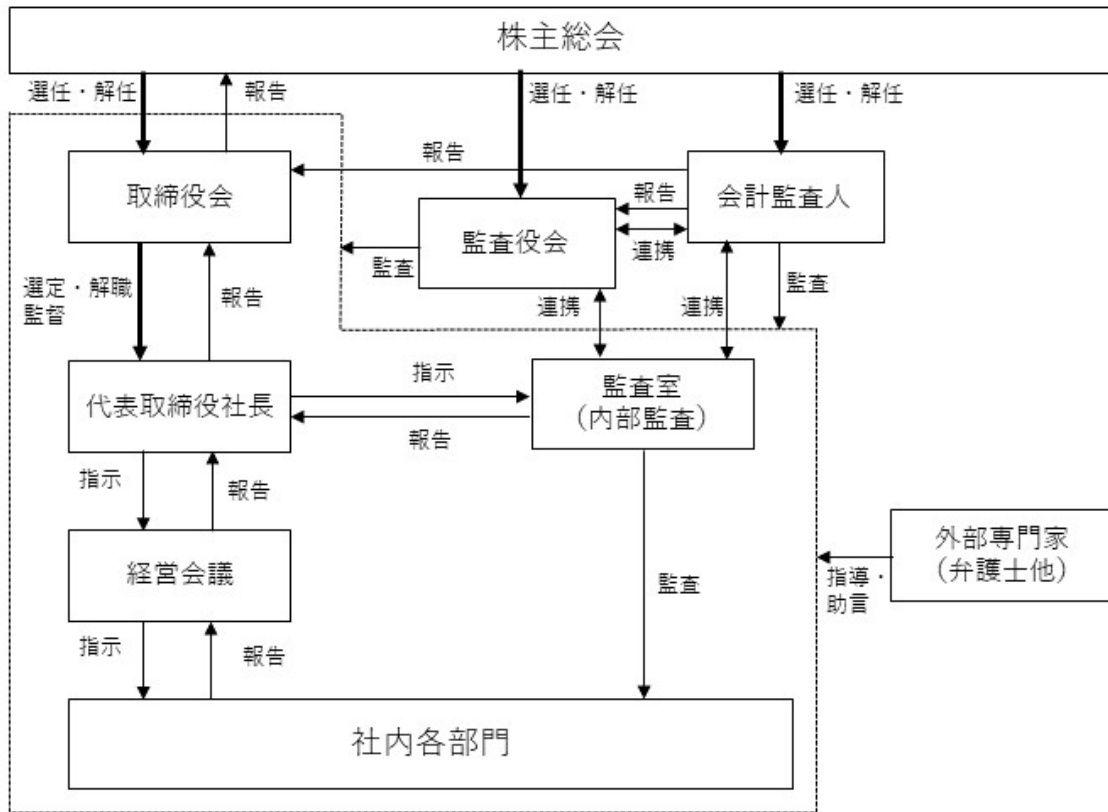 株主総会
選任・解任
報告
選任・解任
選任・解任
取締役会
報告
会計監査人
報告
監査役会
連携
監査
監査
選定・解職
監督
報告
連携
連携
代表取締役社長
指示
報告
監査室
(内部監査)
指示
報告
経営会議
外部専門家
(弁護士他)
指導・
助言
監査
指示
報告
社内各部門